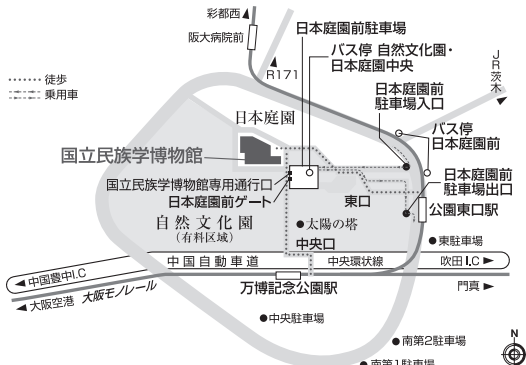 彩都西
阪大病院前
日本庭園前駐車場
バス停 自然文化園・
日本庭園中央
R171
JR茨木
徒歩
乗用車
日本庭園前
駐車場入口
日本庭園
バス停
日本庭園前
国立民族学博物館
国立民族学博物館専用通行口
日本庭園前ゲート
日本庭園前
駐車場出口
東口
公園東口駅
自然文化園
(有料区域)
太陽の塔
中央口
東駐車場
中国豊中I.C
中国自動車道
中央環状線
吹田I.C
大阪空港
大阪モノレール
万博記念公園駅
門真
中央駐車場
南第2駐車場
南第1駐車場
N